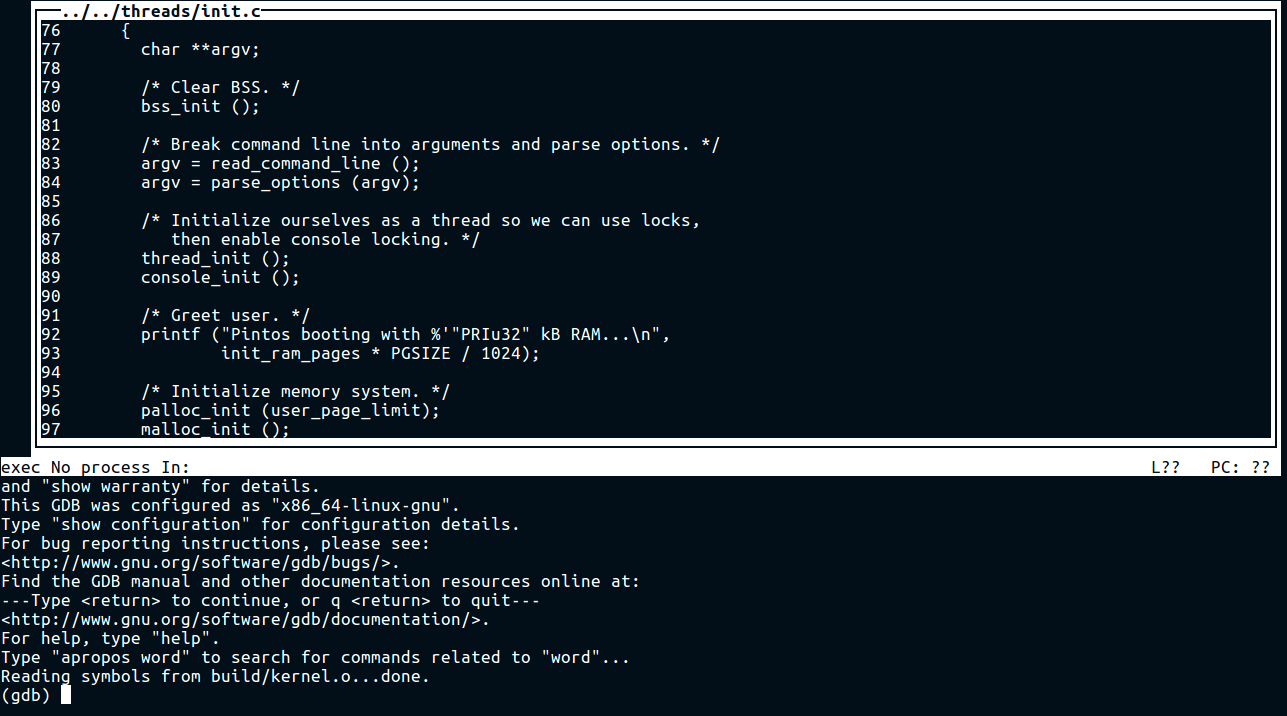 ../../threads/init.c
76      {
77        char **argv;
78
79        /* Clear BSS. */
80        bss_init ();
81
82        /* Break command line into arguments and parse options. */
83        argv = read_command_line ();
84        argv = parse_options (argv);
85
86        /* Initialize ourselves as a thread so we can use locks,
87           then enable console locking. */
88        thread_init ();
89        console_init ();
90
91        /* Greet user. */
92        printf ("Pintos booting with %'"PRIu32" kB RAM...\n",
93                init_ram_pages * PGSIZE / 1024);
94
95        /* Initialize memory system. */
96        palloc_init (user_page_limit);
97        malloc_init ();
exec No process In: L?? PC: ??
and "show warranty" for details.
This GDB was configured as "x86_64-linux-gnu".
Type "show configuration" for configuration details.
For bug reporting instructions, please see:
<http://www.gnu.org/software/gdb/bugs/>.
Find the GDB manual and other documentation resources online at:
---Type <return> to continue, or q <return> to quit---
<http://www.gnu.org/software/gdb/documentation/>.
For help, type "help".
Type "apropos word" to search for commands related to "word"...
Reading symbols from build/kernel.o...done.
(gdb)